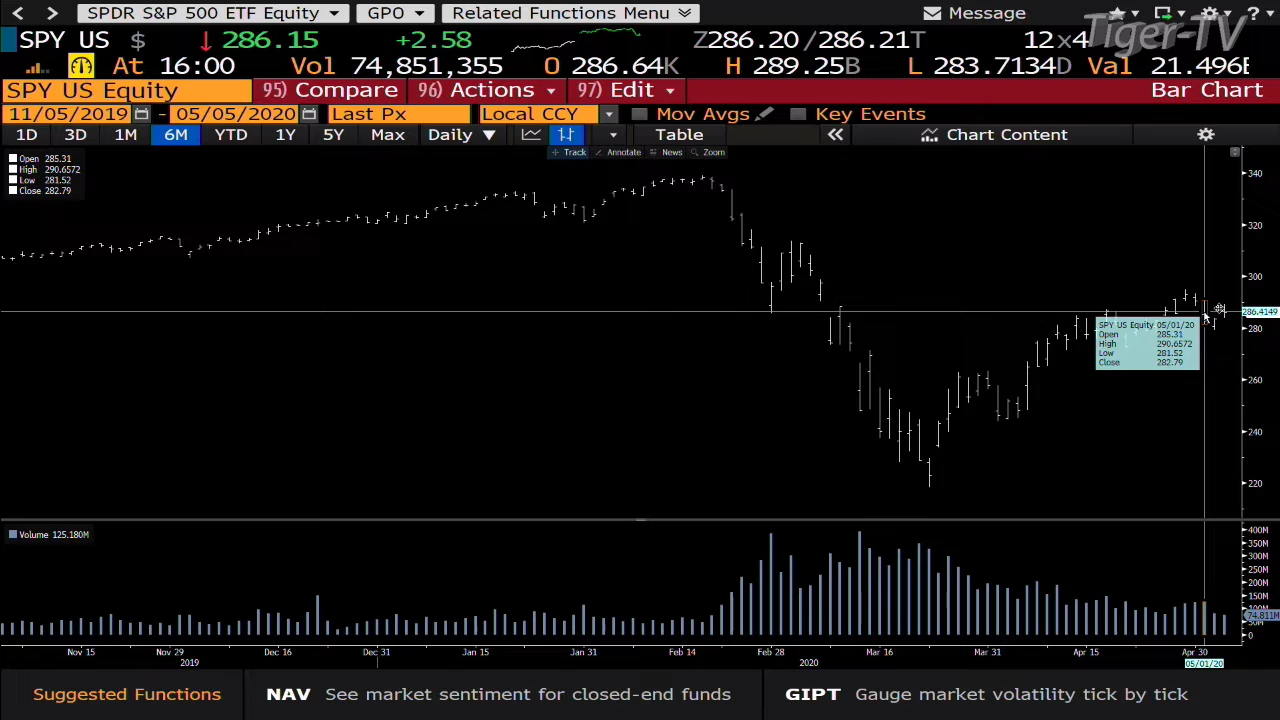 < > SPDR S&P 500 ETF Equity GPO Related Functions Menu Message ?
Tiger-TV
SPY US $ ↓ 286.15 +2.58 Z286.20 /286.21T 12x4
At 16:00 Vol 74,851,355 O 286.64K H 289.25B L 283.7134D Val 21.496B
SPY US Equity 95) Compare 96) Actions 97) Edit Bar Chart
11/05/2019 - 05/05/2020 Last Px Local CCY Mov Avgs Key Events
1D 3D 1M 6M YTD 1Y 5Y Max Daily ▼ Table « Chart Content
Track Annotate News Zoom
Open 285.31
High 290.6572
Low 281.52
Close 282.79
340
320
300
286.4149
280
260
240
220
SPY US Equity 05/01/20
Open 285.31
High 290.6572
Low 281.52
Close 282.79
Volume 125.180M
400M
350M
300M
250M
200M
150M
100M
74.811M
50M
0
Nov 15 Nov 29 Dec 16 Dec 31 Jan 15 Jan 31 Feb 14 Feb 28 Mar 16 Mar 31 Apr 15 Apr 30
2019 2020 05/01/20
Suggested Functions NAV See market sentiment for closed-end funds GIPT Gauge market volatility tick by tick